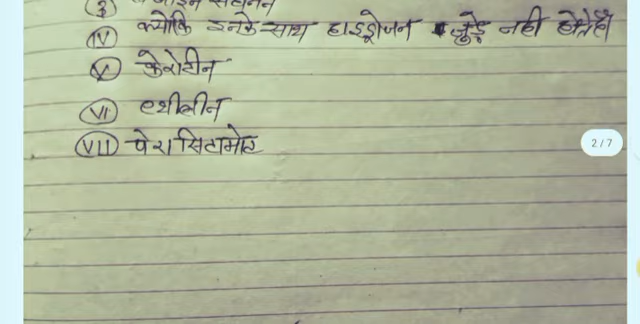 (IV) क्योंकि इनके साथ हाइड्रोजन जुड़े नही होते है।
(V) केरोटीन
(VI) एथीलीन
(VII) पेरासिटामोल
2/7